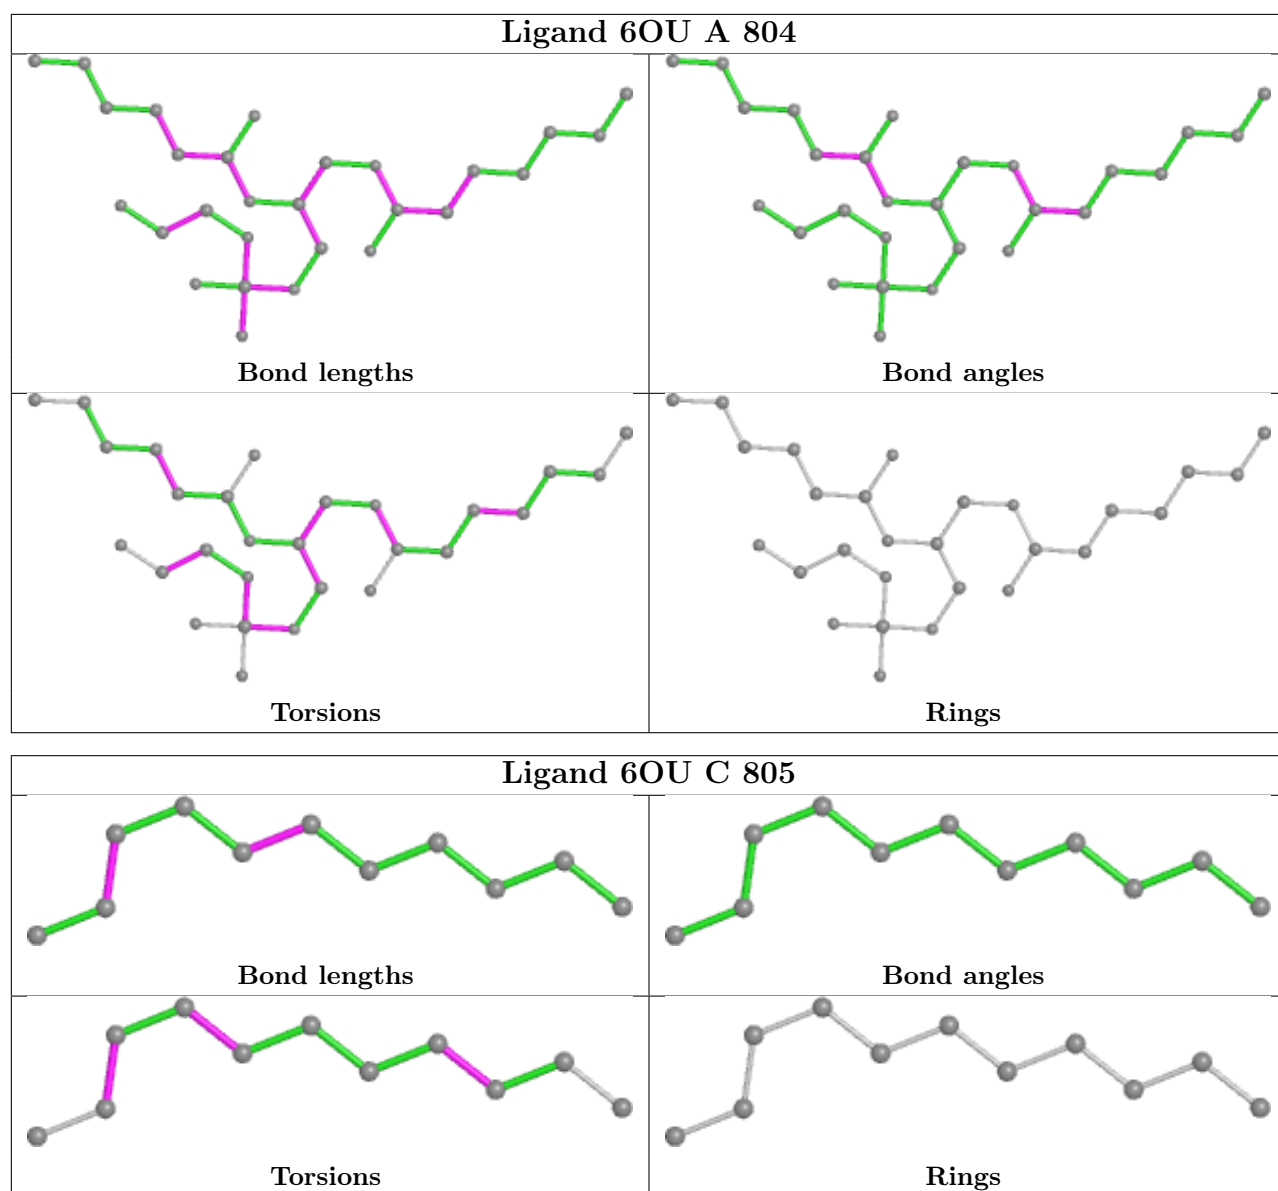 Ligand 6OU A 804
Bond lengths
Bond angles
Torsions
Rings
Ligand 6OU C 805
Bond lengths
Bond angles
Torsions
Rings